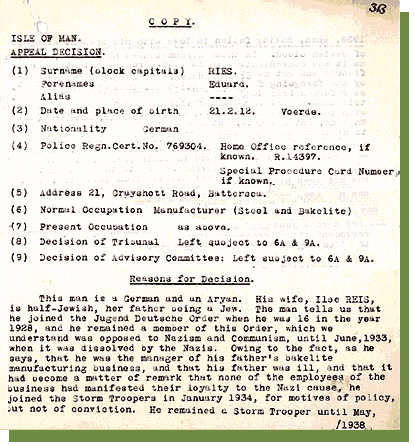 3B
C O P Y.
ISLE OF MAN.
APPEAL DECISION.
(1) Surname (block capitals) RIES.
Forenames Eduard.
Alias ----
(2) Date and place of birth 21.2.12. Voerde.
(3) Nationality German
(4) Police Regn.Cert.No. 769304. Home Office reference, if
known. R.14397.
Special Procedure Card Number,
if known.
(5) Address 21, Crayshott Road, Battersea.
(6) Normal Occupation Manufacturer (Steel and Bakelite)
(7) Present Occupation as above.
(8) Decision of Tribunal Left subject to 6A & 9A.
(9) Decision of Advisory Committee: Left subject to 6A & 9A.
Reasons for Decision.
This man is a German and an Aryan. His wife, Ilse REIS,
is half-Jewish, her father being a Jew. The man tells us that
he joined the Jugend Deutsche Order when he was 16 in the year
1928, and he remained a member of this Order, which we
understand was opposed to Nazism and Communism, until June,1933,
when it was dissolved by the Nazis. Owing to the fact, as he
says, that he was the manager of his father's bakelite
manufacturing business, and that his father was ill, and that it
had become a matter of remark that none of the employees of the
business had manifested their loyalty to the Nazi cause, he
joined the Storm Troopers in January 1934, for motives of policy,
but not of conviction. He remained a Storm Trooper until May,
/1938